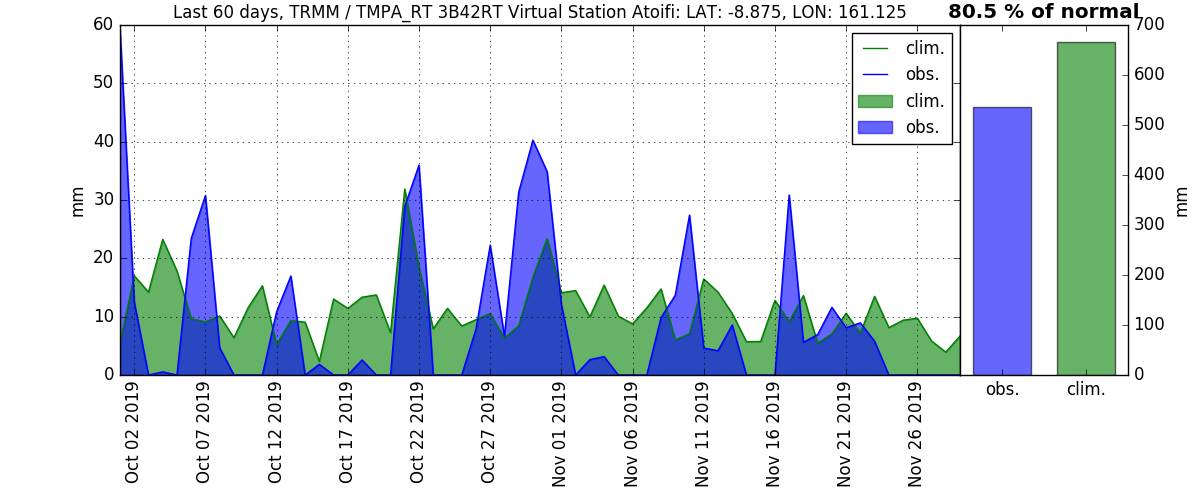 Last 60 days, TRMM / TMPA_RT 3B42RT Virtual Station Atoifi: LAT: -8.875, LON: 161.125
80.5 % of normal
60
50
40
30
20
10
0
mm
clim.
obs.
clim.
obs.
Oct 02 2019
Oct 07 2019
Oct 12 2019
Oct 17 2019
Oct 22 2019
Oct 27 2019
Nov 01 2019
Nov 06 2019
Nov 11 2019
Nov 16 2019
Nov 21 2019
Nov 26 2019
700
600
500
400
300
200
100
0
mm
obs.
clim.